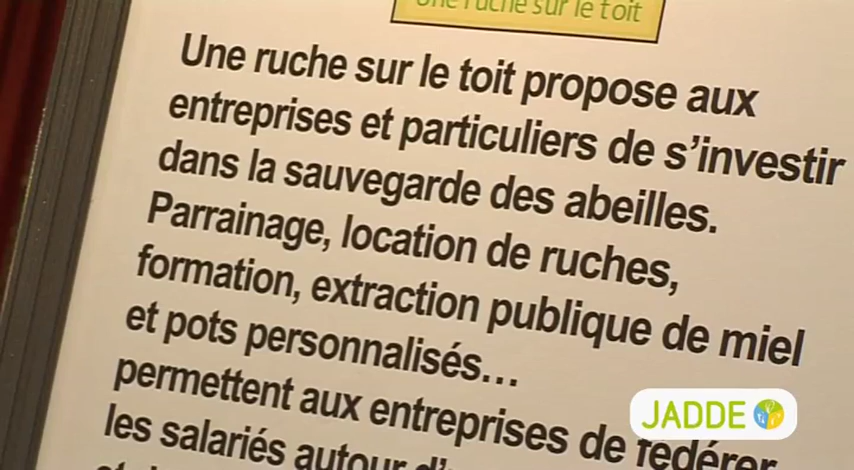 Une ruche sur le toit
Une ruche sur le toit propose aux
entreprises et particuliers de s'investir
dans la sauvegarde des abeilles.
Parrainage, location de ruches,
formation, extraction publique de miel
et pots personnalisés...
permettent aux entreprises de fédérer
les salariés autour d'
JADDE